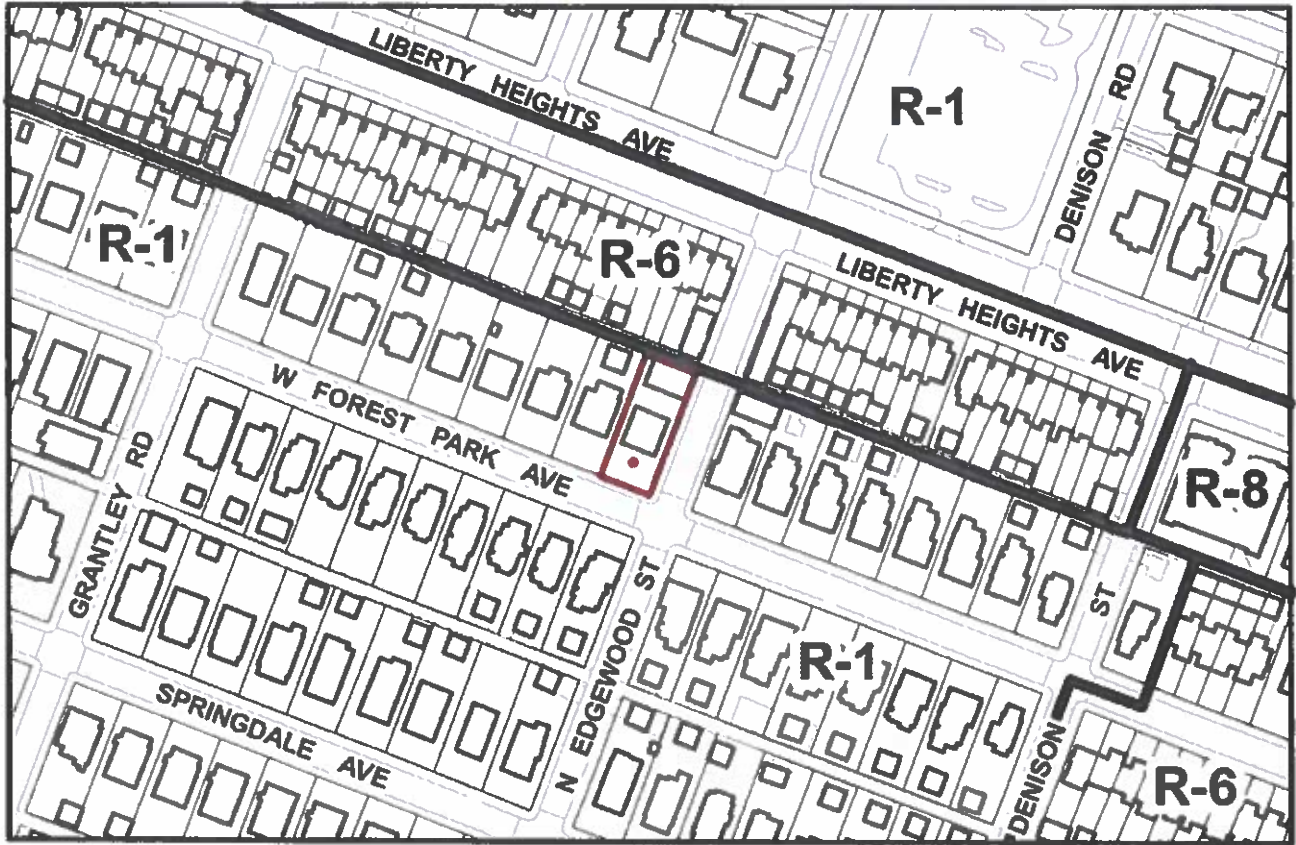 LIBERTY HEIGHTS AVE
R-1
DENISON RD
R-1
R-6
LIBERTY HEIGHTS AVE
W FOREST PARK AVE
R-8
GRANTLEY RD
N EDGEWOOD ST
R-1
DENISON ST
SPRINGDALE AVE
R-6